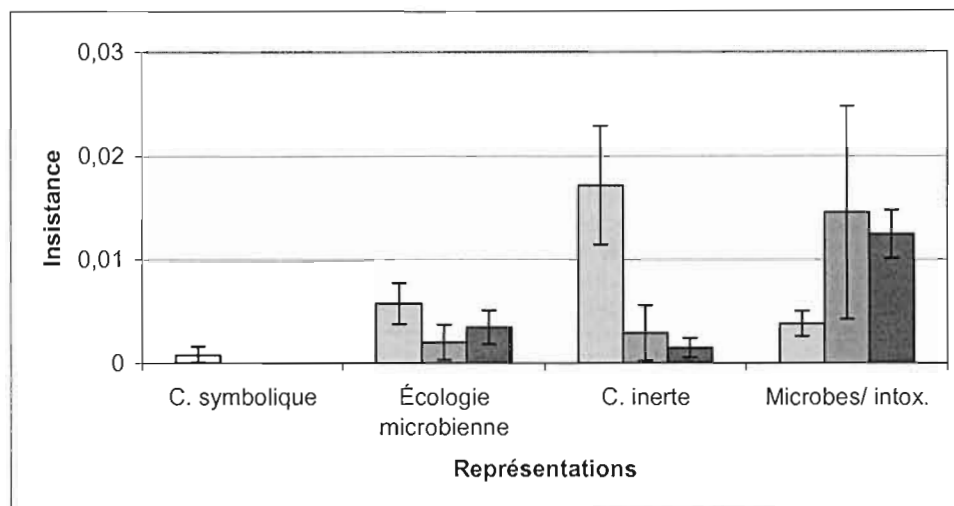 0,03
0,02
0,01
0
Insistance
C. symbolique Écologie microbienne C. inerte Microbes/ intox.
Représentations